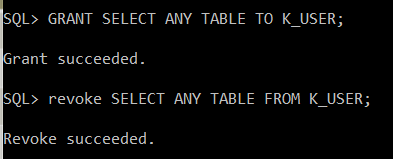 SQL> GRANT SELECT ANY TABLE TO K_USER;
Grant succeeded.
SQL> revoke SELECT ANY TABLE FROM K_USER;
Revoke succeeded.